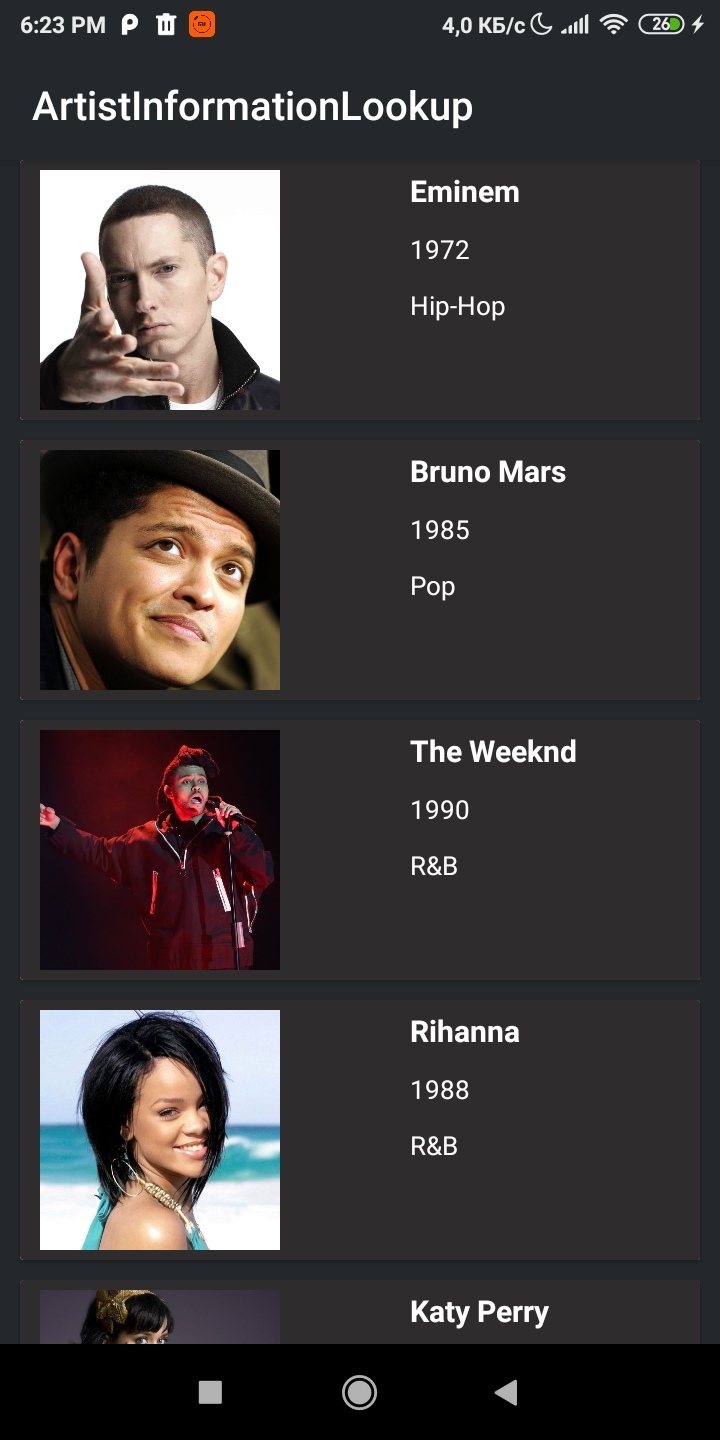 6:23 PM 4,0 КБ/с 26
ArtistInformationLookup
Eminem
1972
Hip-Hop
Bruno Mars
1985
Pop
The Weeknd
1990
R&B
Rihanna
1988
R&B
Katy Perry